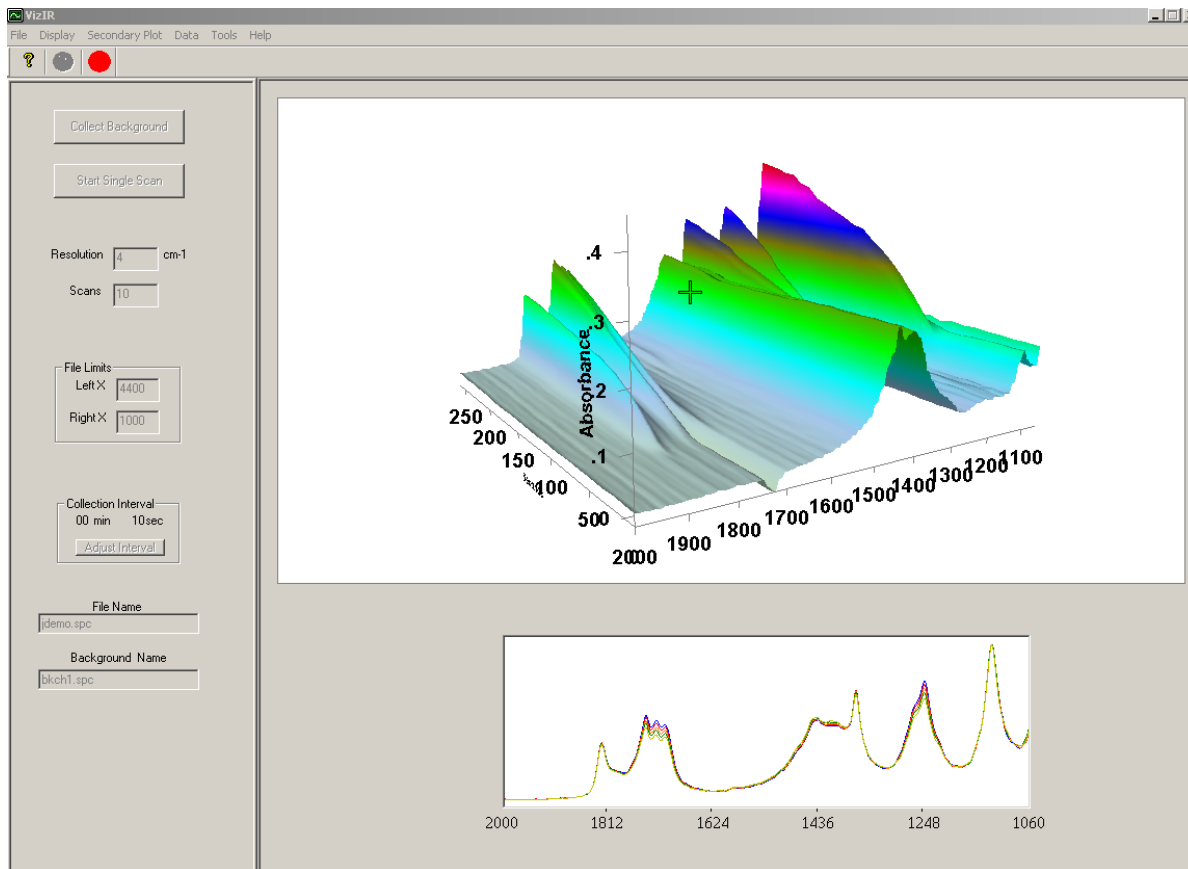 VizIR
File Display Secondary Plot Data Tools Help
?
Collect Background
Start Single Scan
Resolution 4 cm-1
Scans 10
File Limits
Left X 4400
Right X 1000
Collection Interval
00 min 10sec
Adjust Interval
File Name
jdemo.spc
Background Name
bkch1.spc
.4
.3
.2
.1
0
Absorbance
250
200
150
100
50
2000
1900
1800
1700
1600
1500
1400
1300
1200
1100
2000 1812 1624 1436 1248 1060